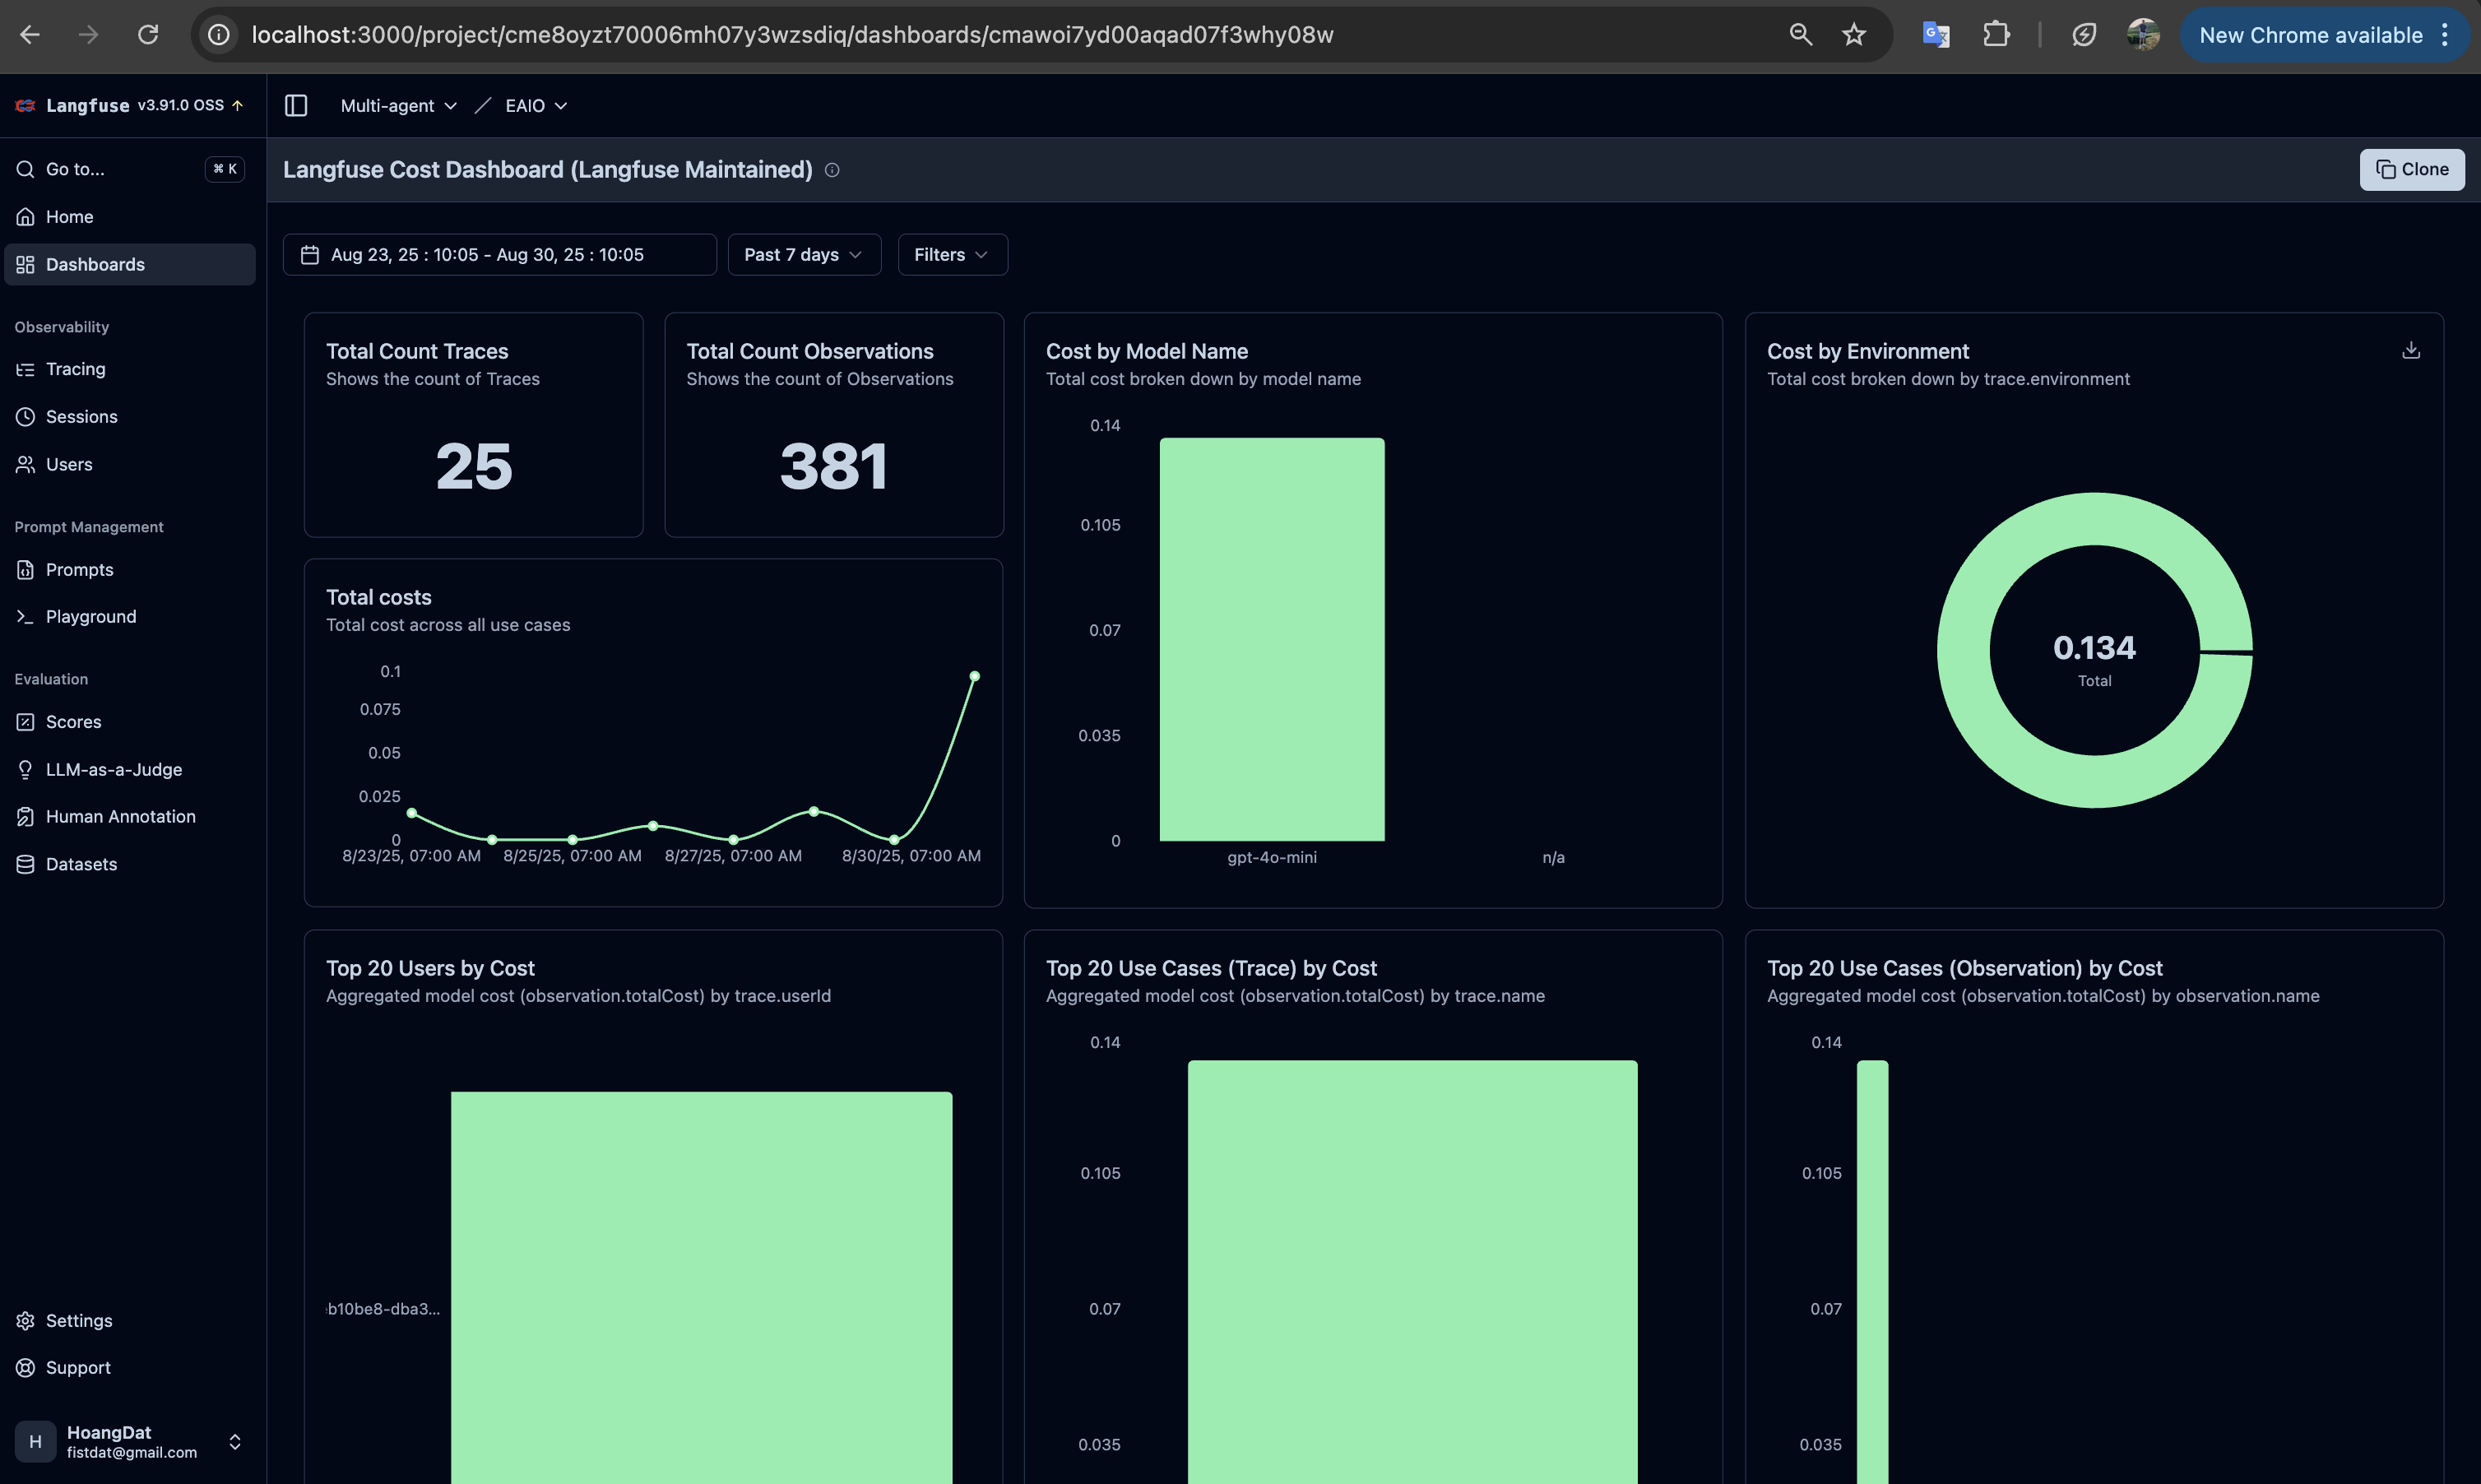 localhost:3000/project/cme8oyzt70006mh07y3wzsdiq/dashboards/cmawoi7yd00aqad07f3why08w
New Chrome available
Langfuse v3.91.0 OSS
Multi-agent
EAIO
Go to...
⌘ K
Home
Dashboards
Observability
Tracing
Sessions
Users
Prompt Management
Prompts
Playground
Evaluation
Scores
LLM-as-a-Judge
Human Annotation
Datasets
Settings
Support
H
HoangDat
fistdat@gmail.com
Langfuse Cost Dashboard (Langfuse Maintained)
Clone
Aug 23, 25 : 10:05 - Aug 30, 25 : 10:05
Past 7 days
Filters
Total Count Traces
Shows the count of Traces
25
Total Count Observations
Shows the count of Observations
381
Total costs
Total cost across all use cases
0.1
0.075
0.05
0.025
0
8/23/25, 07:00 AM
8/25/25, 07:00 AM
8/27/25, 07:00 AM
8/30/25, 07:00 AM
Cost by Model Name
Total cost broken down by model name
0.14
0.105
0.07
0.035
0
gpt-4o-mini
n/a
Cost by Environment
Total cost broken down by trace.environment
0.134
Total
Top 20 Users by Cost
Aggregated model cost (observation.totalCost) by trace.userId
b10be8-dba3...
Top 20 Use Cases (Trace) by Cost
Aggregated model cost (observation.totalCost) by trace.name
0.14
0.105
0.07
0.035
Top 20 Use Cases (Observation) by Cost
Aggregated model cost (observation.totalCost) by observation.name
0.14
0.105
0.07
0.035